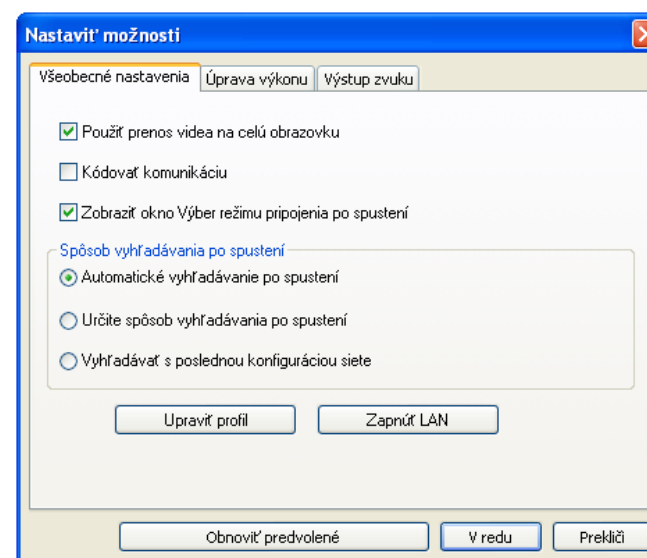 Nastaviť možnosti
Všeobecné nastavenia Úprava výkonu Výstup zvuku
Použiť prenos videa na celú obrazovku
Kódovať komunikáciu
Zobraziť okno Výber režimu pripojenia po spustení
Spôsob vyhľadávania po spustení
Automatické vyhľadávanie po spustení
Určite spôsob vyhľadávania po spustení
Vyhľadávať s poslednou konfiguráciou siete
Upraviť profil Zapnúť LAN
Obnoviť predvolené V redu Prekliči